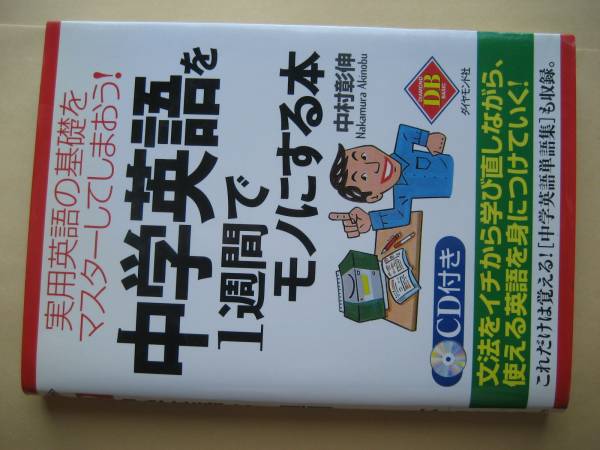 実用英語の基礎を
マスターしてしまおう!
中学英語を
1週間で
モノにする本
中村彰伸
Nakamura Akinobu
DB
ダイヤモンド社
CD付き
文法をイチから学び直しながら、
使える英語を身につけていく!
これだけは覚える!［中学英語単語集］も収録。